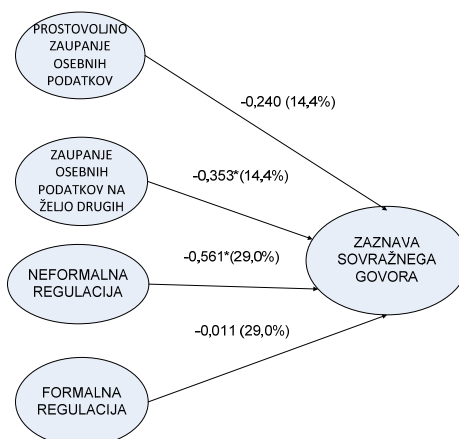 PROSTOVOLJNO
ZAUPANJE
OSEBNIH
PODATKOV
-0,240 (14,4%)
ZAUPANJE
OSEBNIH
PODATKOV NA
ŽELJO DRUGIH
-0,353*(14,4%)
ZAZNAVA
SOVRAŽNEGA
GOVORA
-0,561*(29,0%)
NEFORMALNA
REGULACIJA
-0,011 (29,0%)
FORMALNA
REGULACIJA